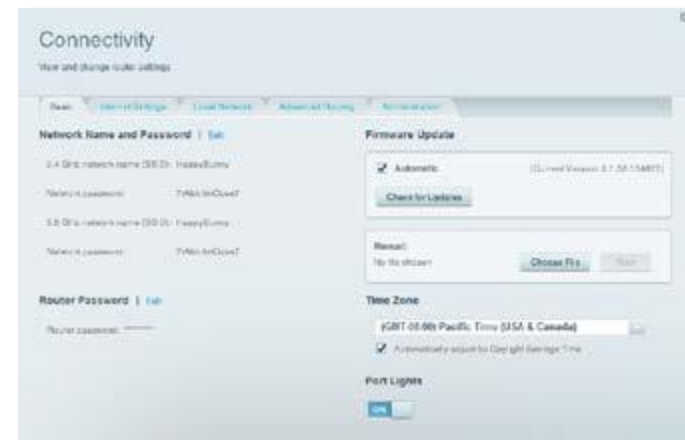 Connectivity
View and change router settings
Basic Internet Settings Local Network Advanced Routing Administration
Network Name and Password | Edit
2.4 GHz network name (SSID): HappyBunny
Network password:
5.0 GHz network name (SSID): HappyBunny
Network password:
Router Password | Edit
Router password: ********
Firmware Update
Automatic
Check for Updates
Manual:
No file chosen Choose File Start
Time Zone
(GMT-08:00) Pacific Time (USA & Canada)
Automatically adjust for Daylight Savings Time
Port Lights
ON